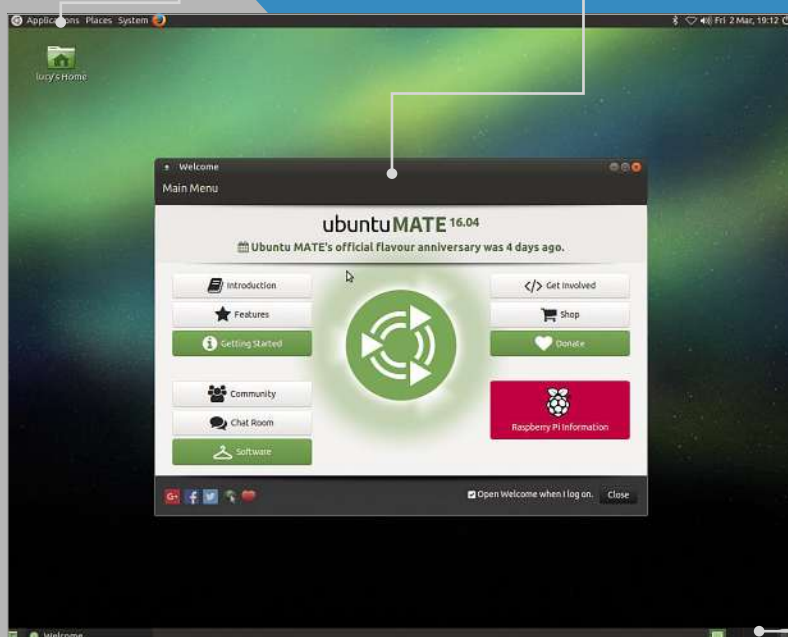 Applications Places System
Fri 2 Mar, 19:12
lucy's Home
Welcome
Main Menu
ubuntu MATE 16.04
Ubuntu MATE's official flavour anniversary was 4 days ago.
Introduction
Features
Getting Started
Community
Chat Room
Software
Get Involved
Shop
Donate
Raspberry Pi Information
G+ f
Open Welcome when I log on. Close
Welcome